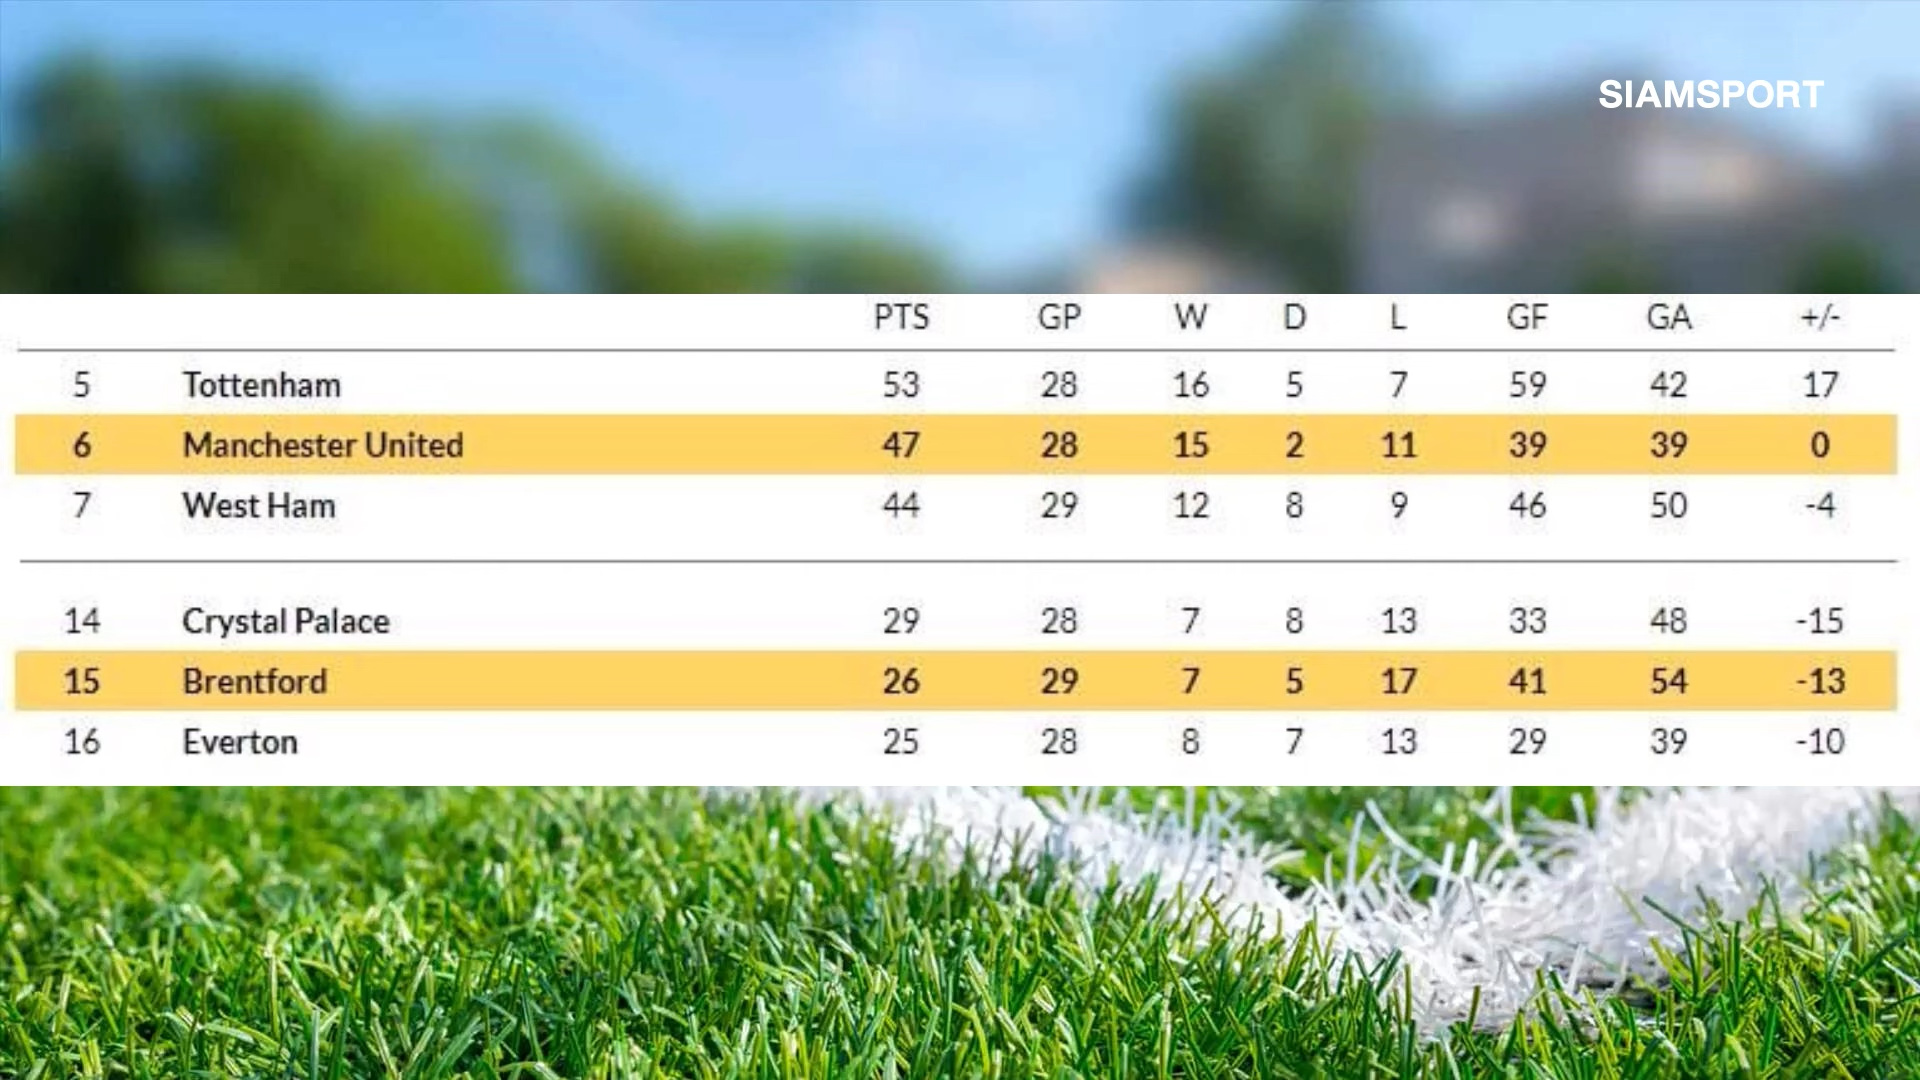 SIAMSPORT
PTS GP W D L GF GA +/-
5 Tottenham 53 28 16 5 7 59 42 17
6 Manchester United 47 28 15 2 11 39 39 0
7 West Ham 44 29 12 8 9 46 50 -4
14 Crystal Palace 29 28 7 8 13 33 48 -15
15 Brentford 26 29 7 5 17 41 54 -13
16 Everton 25 28 8 7 13 29 39 -10